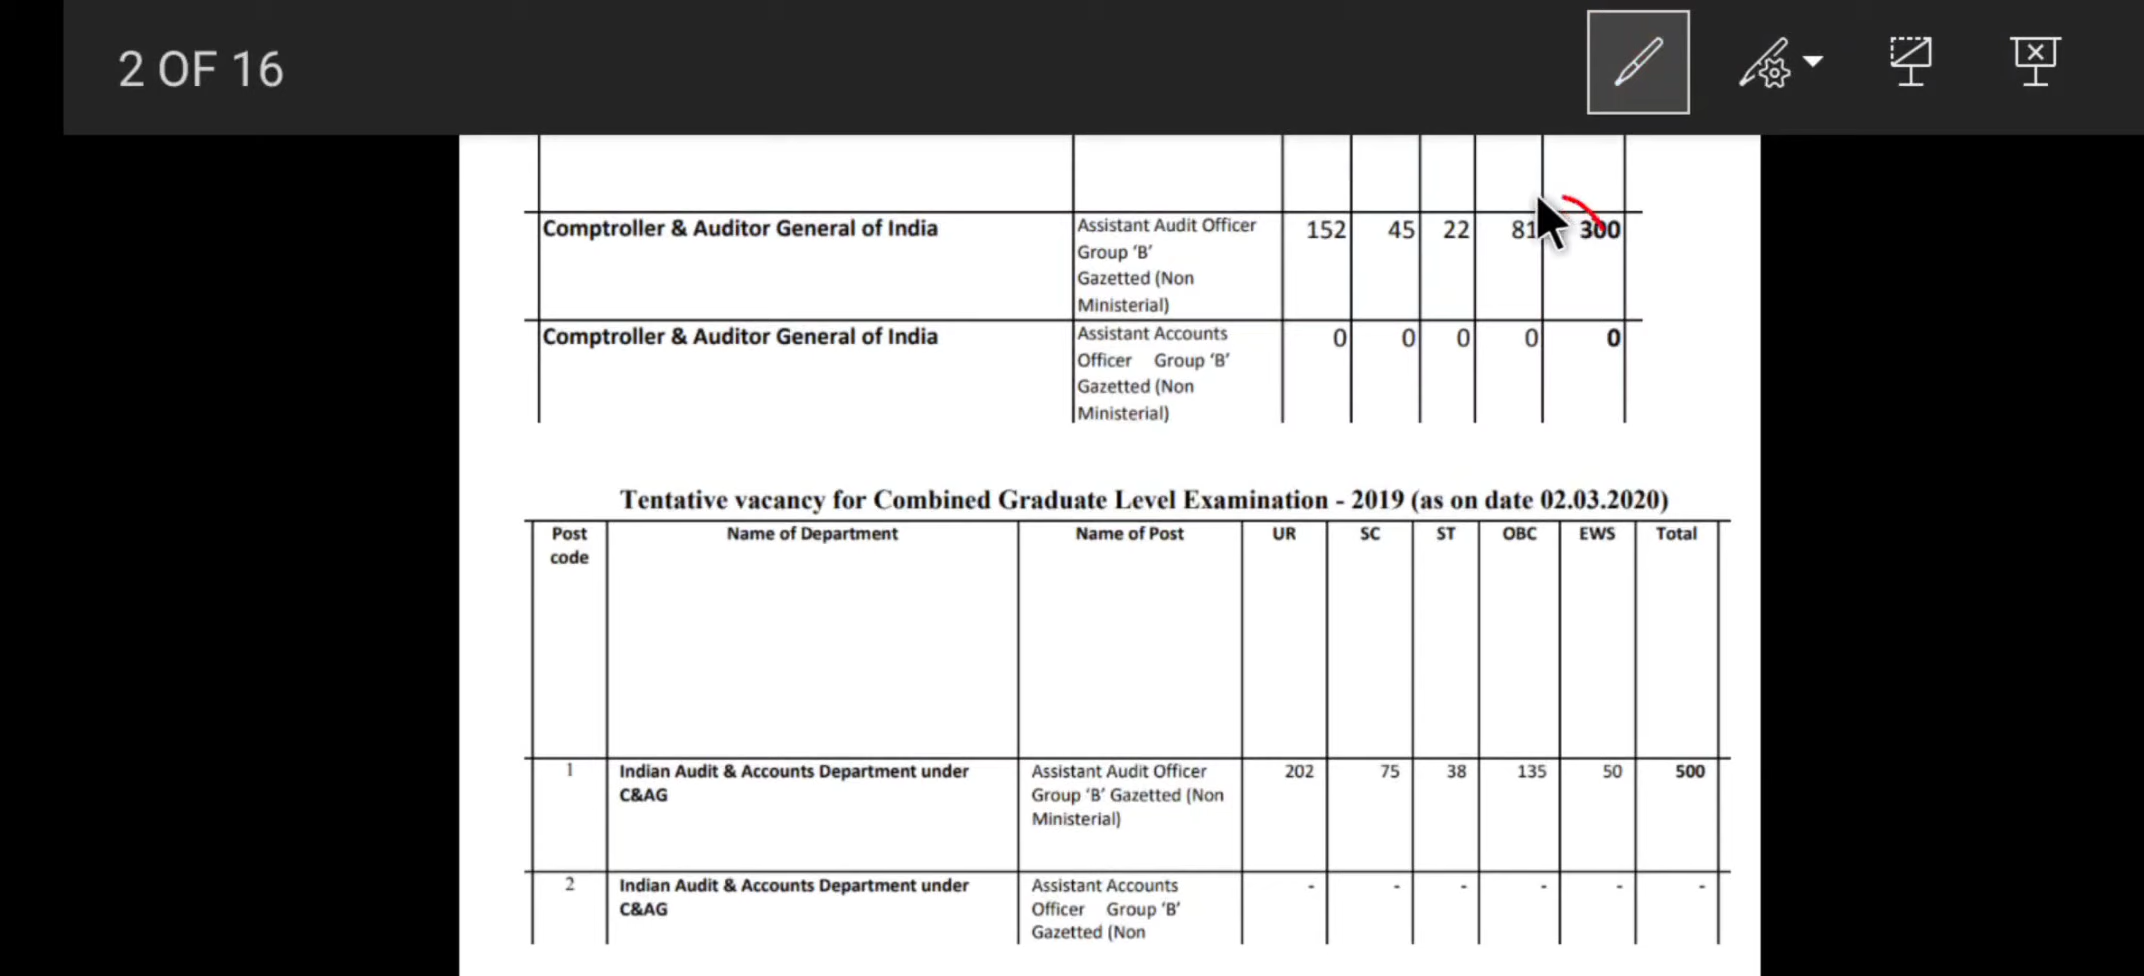 2 OF 16
Comptroller & Auditor General of India Assistant Audit Officer 152 45 22 81 300
Group ‘B’
Gazetted (Non
Ministerial)
Comptroller & Auditor General of India Assistant Accounts 0 0 0 0 0
Officer Group ‘B’
Gazetted (Non
Ministerial)
Tentative vacancy for Combined Graduate Level Examination - 2019 (as on date 02.03.2020)
Post Name of Department Name of Post UR SC ST OBC EWS Total
code
1 Indian Audit & Accounts Department under Assistant Audit Officer 202 75 38 135 50 500
C&AG Group ‘B’ Gazetted (Non
Ministerial)
2 Indian Audit & Accounts Department under Assistant Accounts - - - - - -
C&AG Officer Group ‘B’
Gazetted (Non